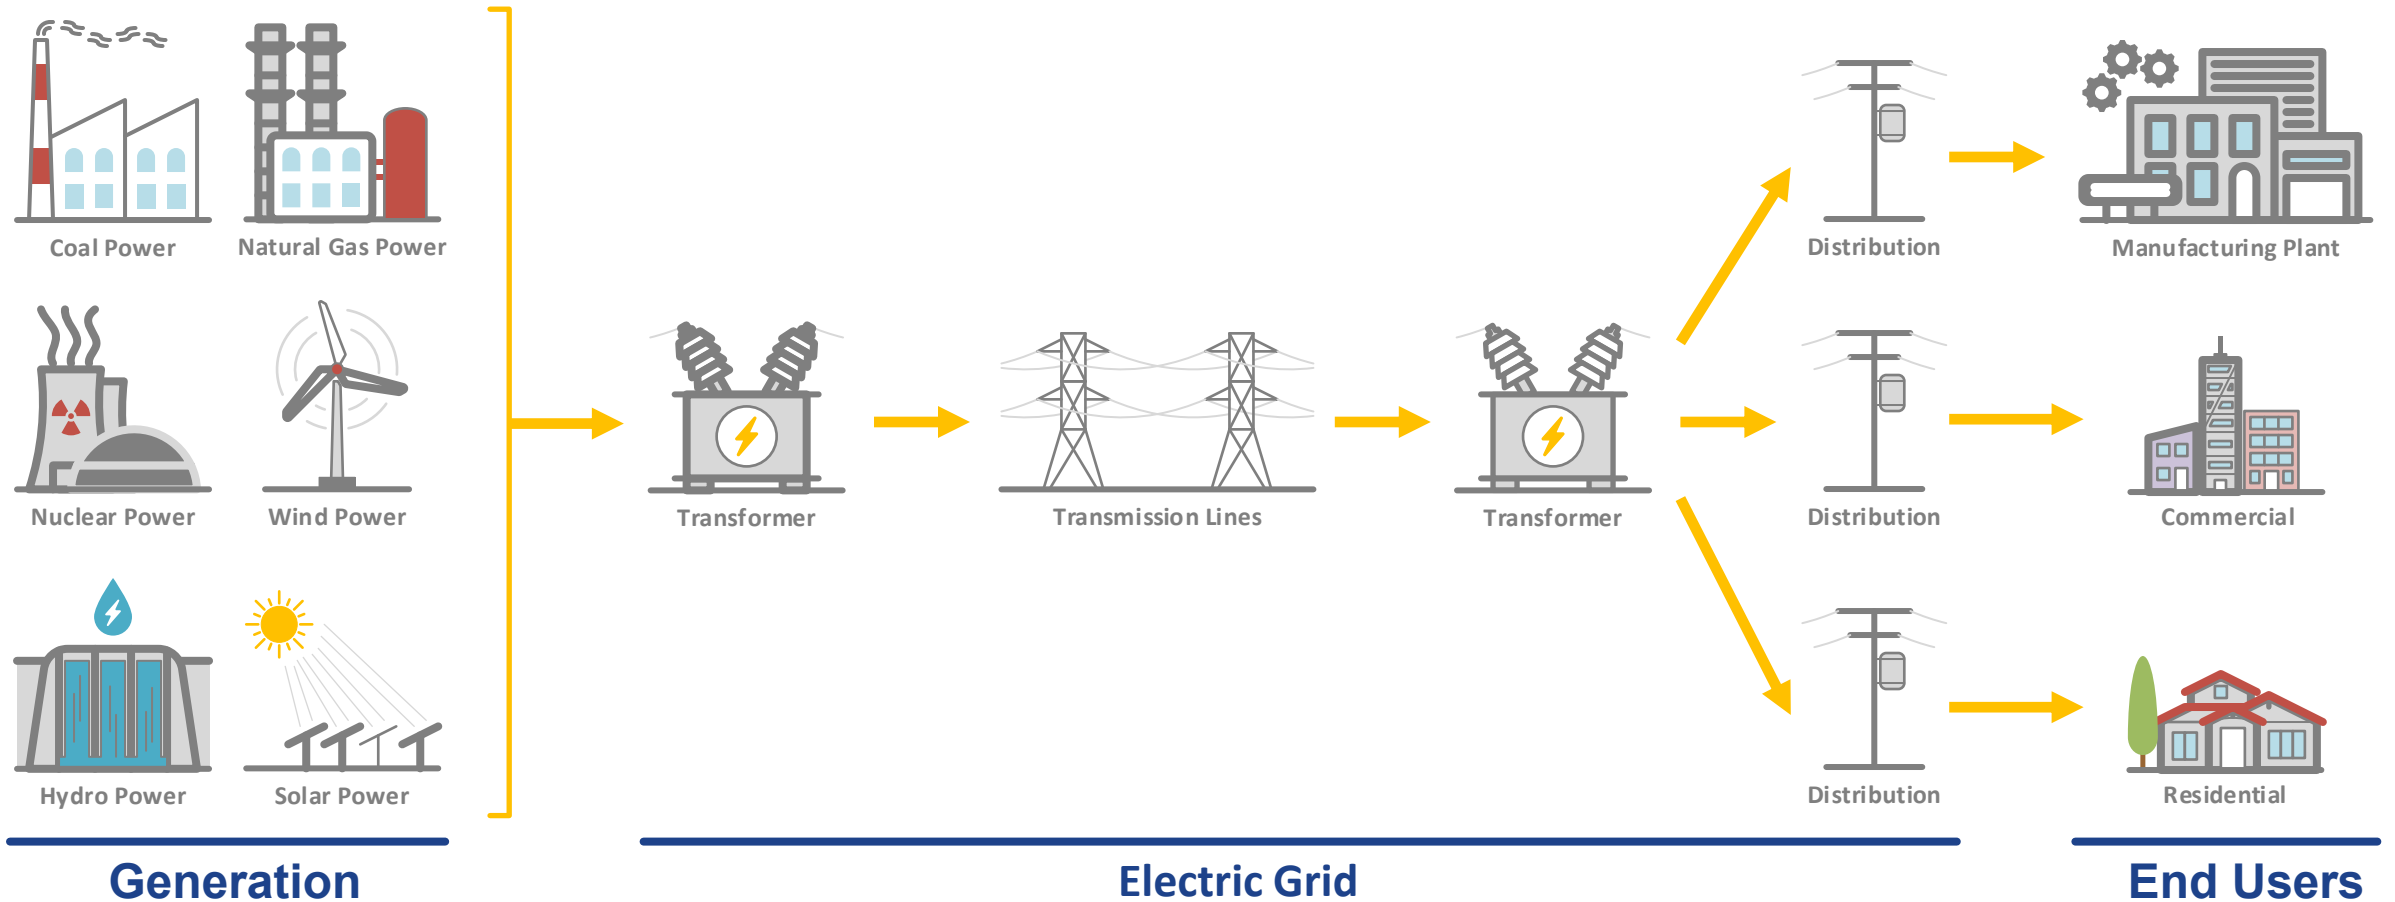 Coal Power
Natural Gas Power
Nuclear Power
Wind Power
Hydro Power
Solar Power
Generation
Transformer
Transmission Lines
Transformer
Distribution
Distribution
Distribution
Electric Grid
Manufacturing Plant
Commercial
Residential
End Users